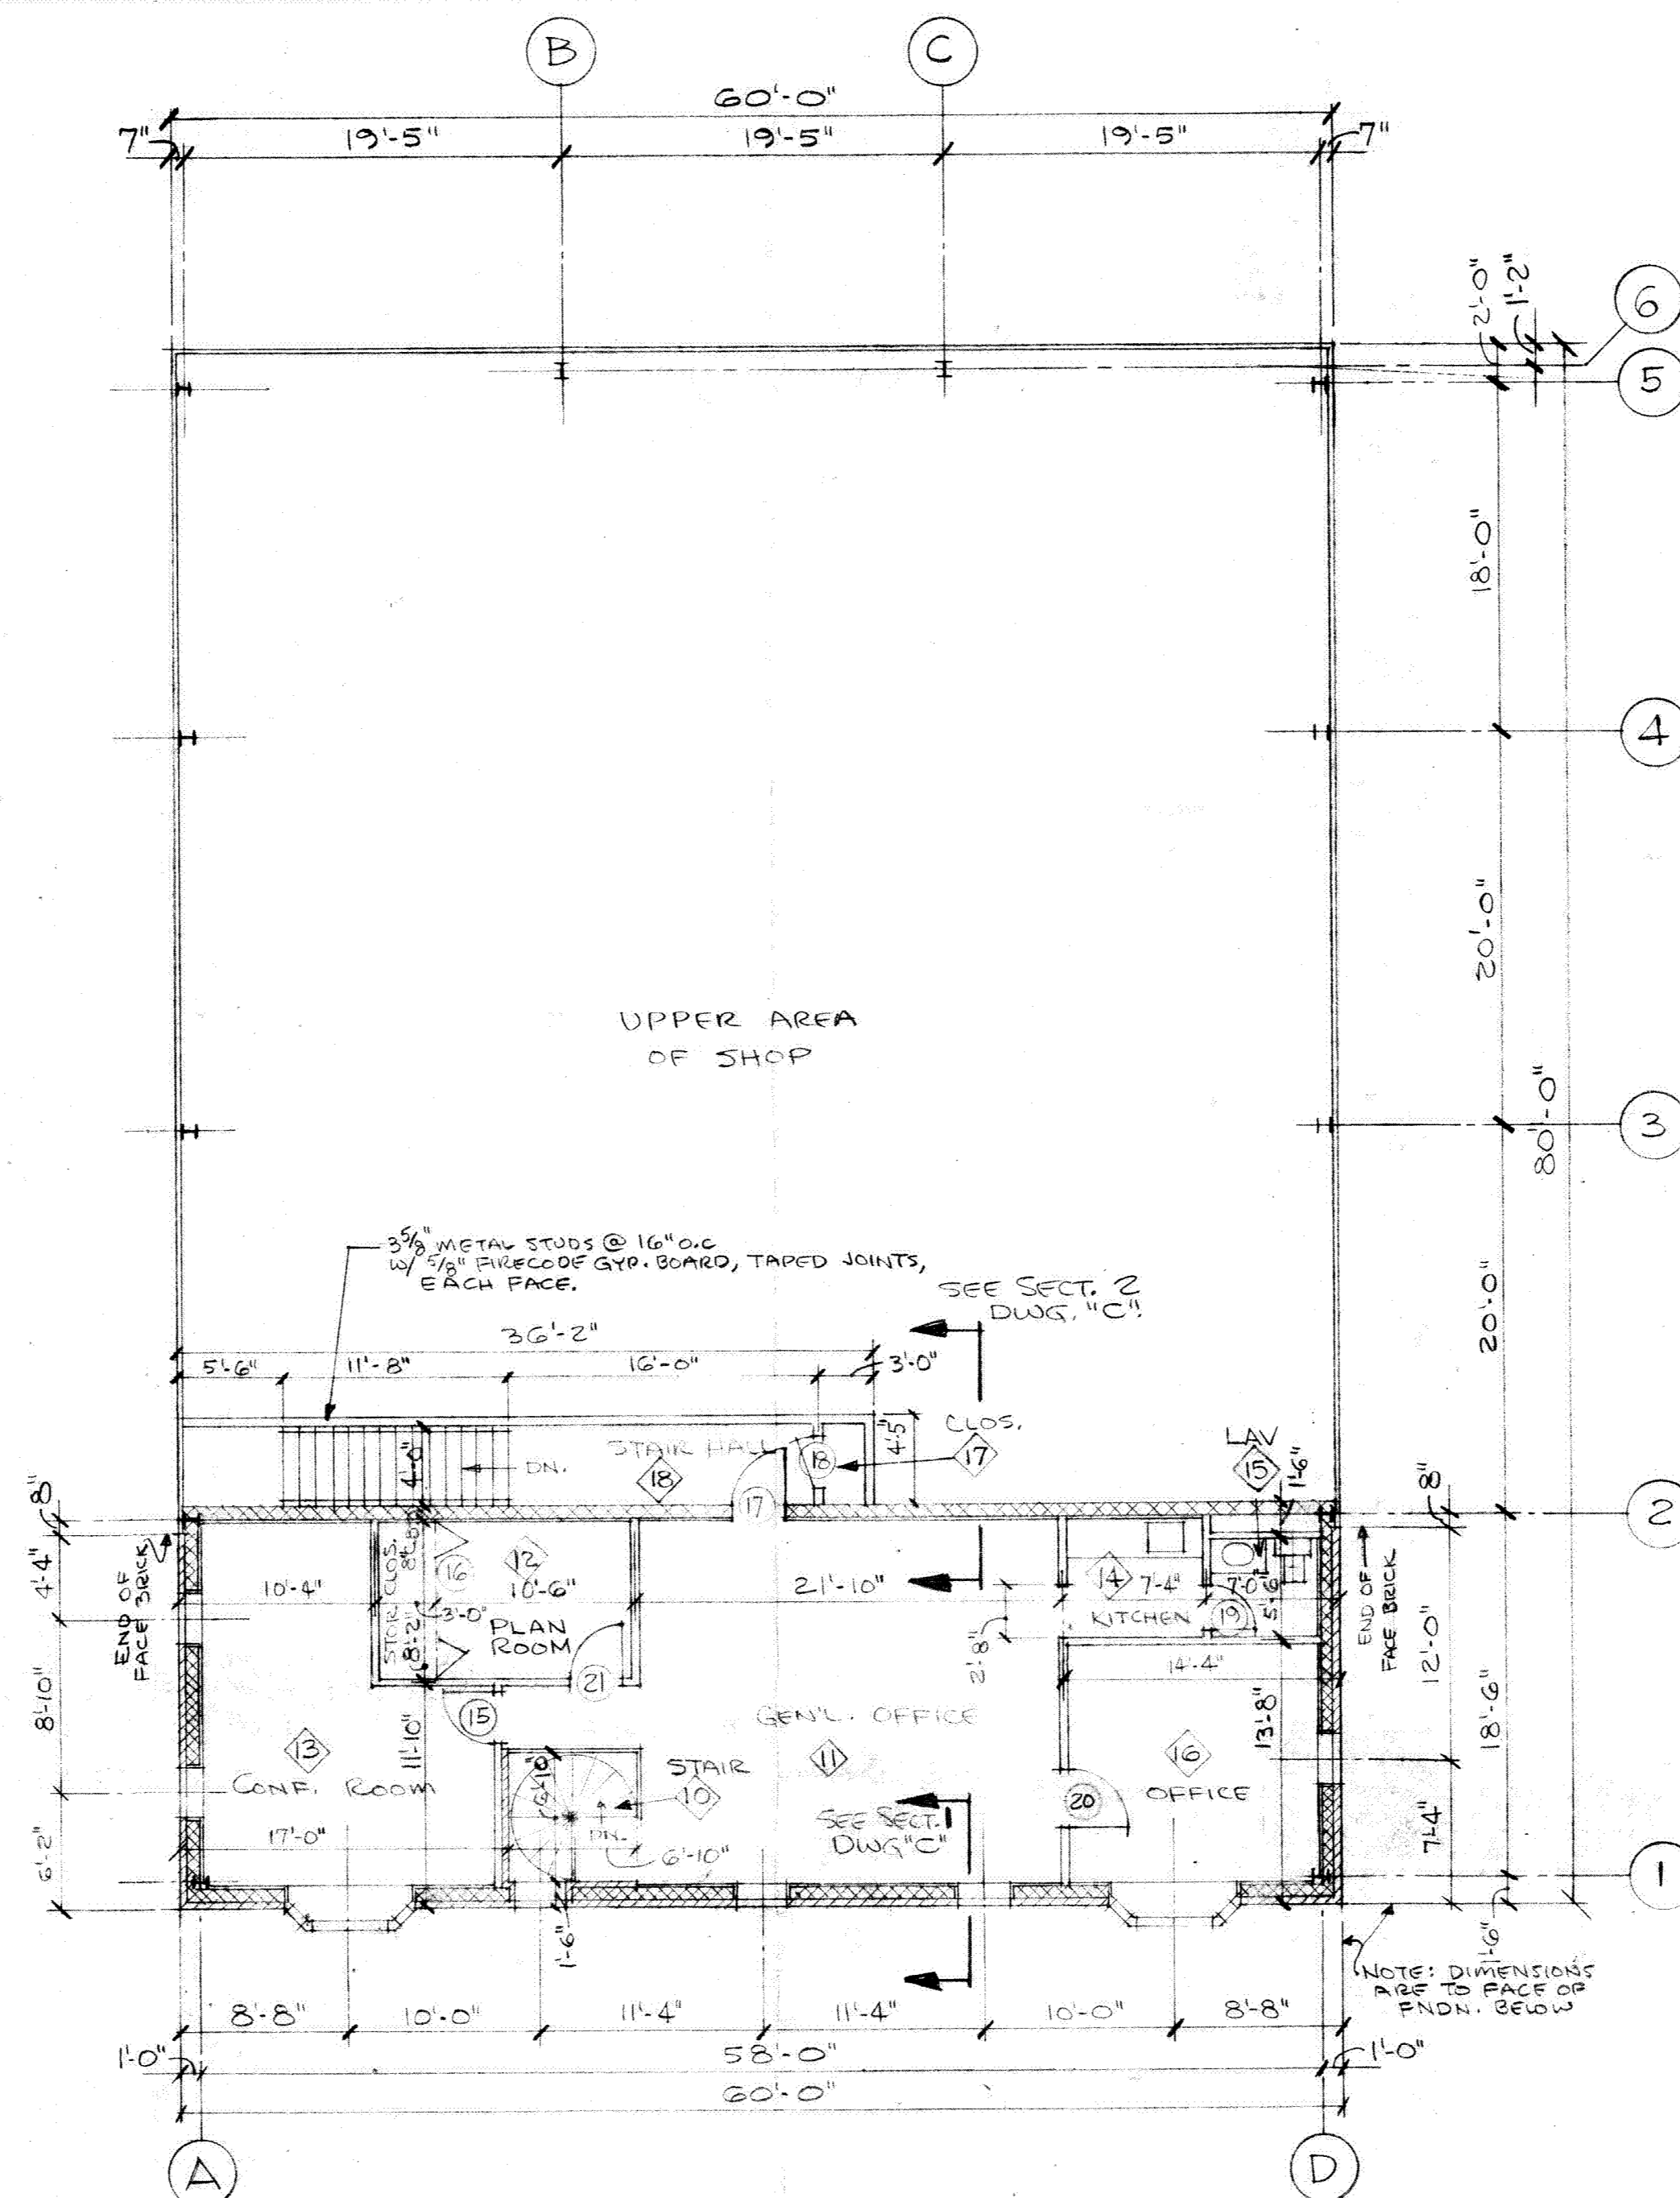 B
C
60'-0"
7"
19'-5"
19'-5"
19'-5"
7"
2'-0"
1'-2"
6
5
18'-0"
4
20'-0"
UPPER AREA
OF SHOP
80'-0"
3
3 5/8" METAL STUDS @ 16" O.C
W/ 5/8" FIRECODE GYP. BOARD, TAPED JOINTS,
EACH FACE.
SEE SECT. 2
DWG. "C".
20'-0"
36'-2"
5'-6"
11'-8"
16'-0"
3'-0"
4'-0"
DN.
STAIR HALL
18
18
4'-5"
CLOS.
17
LAV
15
1'-6"
8"
8"
17
2
END OF
FACE BRICK
4'-4"
10'-4"
STOR. CLOS.
8'-2"
16
12
10'-6"
3'-0"
PLAN
ROOM
21
21'-10"
2'-8"
14
7'-4"
KITCHEN
7'-0"
19
5'-6"
END OF
FACE BRICK
12'-0"
14'-4"
8'-10"
13
CONF. ROOM
11'-10"
15
GEN'L. OFFICE
11
STAIR
10
6'-10"
DN.
6'-10"
17'-0"
SEE SECT. 1
DWG "C"
20
16
OFFICE
13'-8"
18'-6"
7'-4"
6'-2"
1
1'-6"
1'-6"
NOTE: DIMENSIONS
ARE TO FACE OF
FNDN. BELOW
8'-8"
10'-0"
11'-4"
11'-4"
10'-0"
8'-8"
1'-0"
58'-0"
1'-0"
60'-0"
A
D